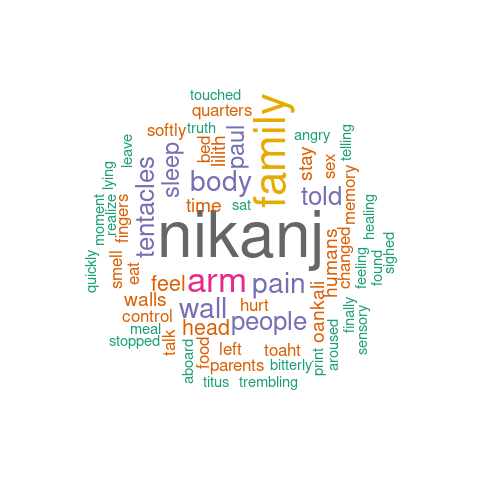 touched
quarters
softly
truth
angry
telling
leave
bed
lilith
paul
family
stay
sex
memory
lying
sleep
body
told
tentacles
time
sat
moment
realize
fingers
nikanj
humans
changed
healing
quickly
smell
eat
feel
arm
pain
oankali
feeling
found
sighed
walls
wall
hurt
control
head
people
finally
sensory
meal
stopped
talk
food
left
toaht
aroused
aboard
parents
bitterly
print
titus
trembling